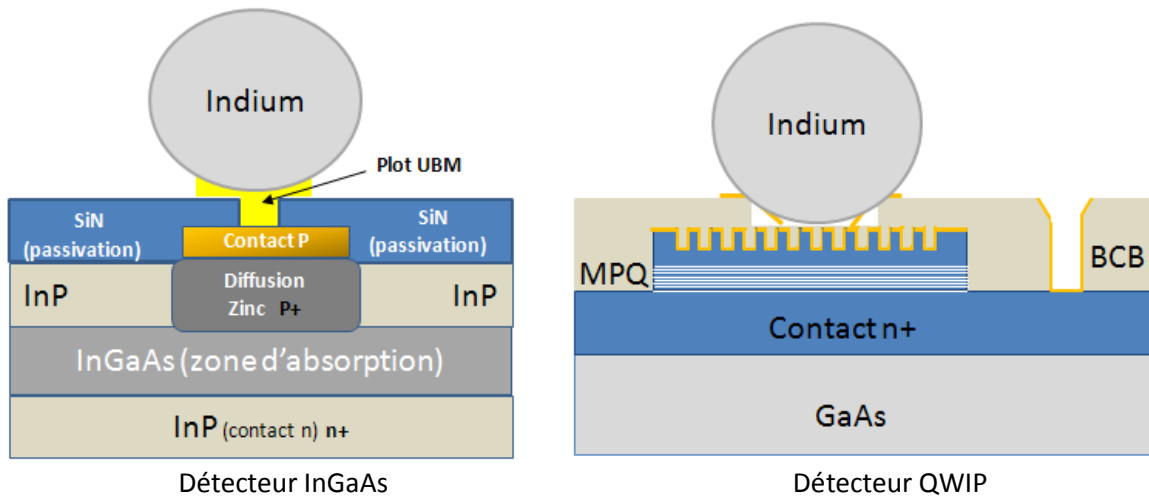 Indium
Plot UBM
SiN
(passivation)
Contact P
SiN
(passivation)
InP
Diffusion
Zinc P+
InP
InGaAs (zone d'absorption)
InP (contact n) n+
Détecteur InGaAs
Indium
MPQ
BCB
Contact n+
GaAs
Détecteur QWIP